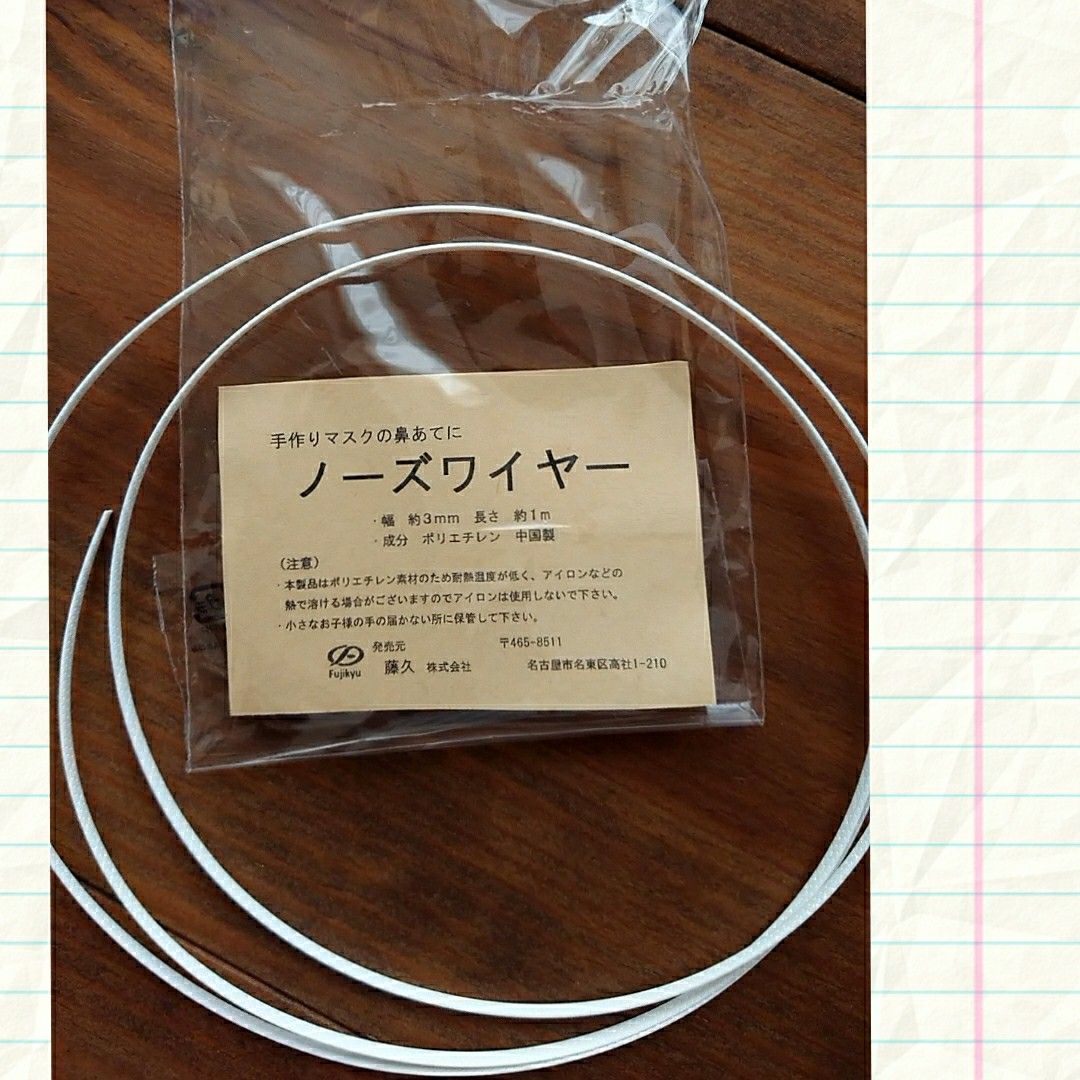 手作りマスクの鼻あてに
ノーズワイヤー
・幅 約3mm 長さ 約1m
・成分 ポリエチレン 中国製
（注意）
・本製品はポリエチレン素材のため耐熱温度が低く、アイロンなどの
熱で溶ける場合がございますのでアイロンは使用しないで下さい。
・小さなお子様の手の届かない所に保管して下さい。
発売元 〒465-8511
Fujikyu 藤久 株式会社 名古屋市名東区高社1-210